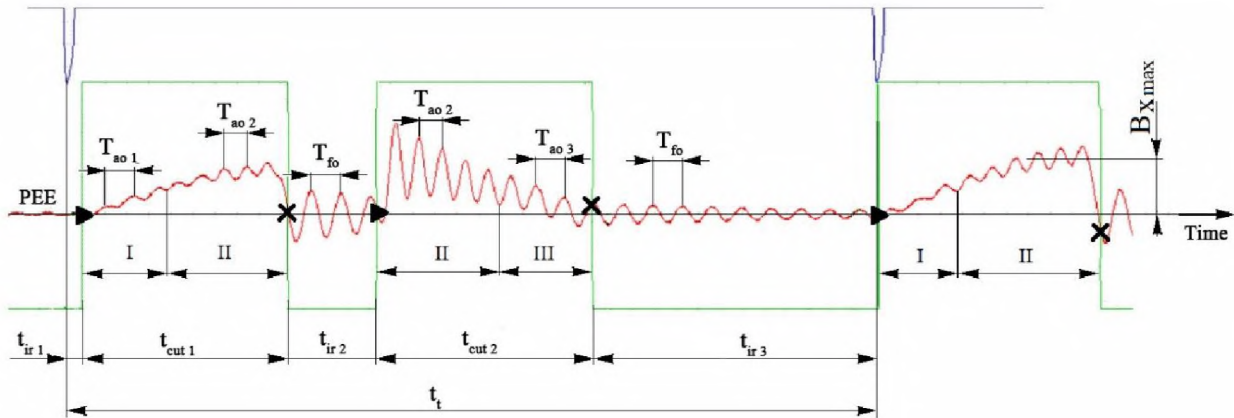 B_X max
T_ao 2
T_ao 2
T_ao 1
T_fo
T_ao 3
T_fo
PEE
Time
I II II III I II
t_ir 1 t_cut 1 t_ir 2 t_cut 2 t_ir 3
t_t